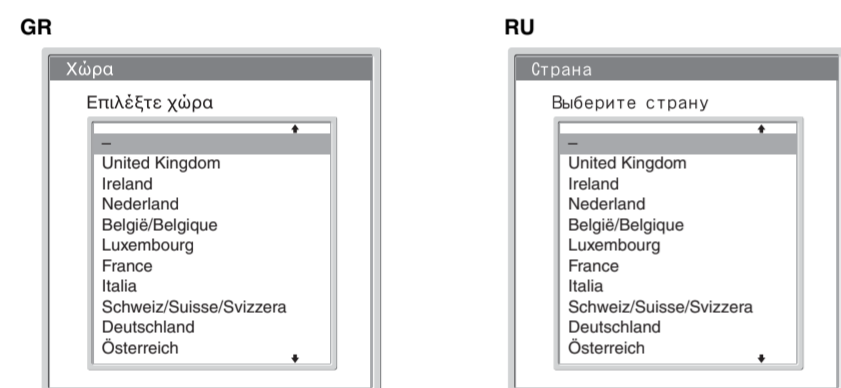 GR
Χώρα
Επιλέξτε χώρα
–
United Kingdom
Ireland
Nederland
België/Belgique
Luxembourg
France
Italia
Schweiz/Suisse/Svizzera
Deutschland
Österreich
RU
Страна
Выберите страну
–
United Kingdom
Ireland
Nederland
België/Belgique
Luxembourg
France
Italia
Schweiz/Suisse/Svizzera
Deutschland
Österreich